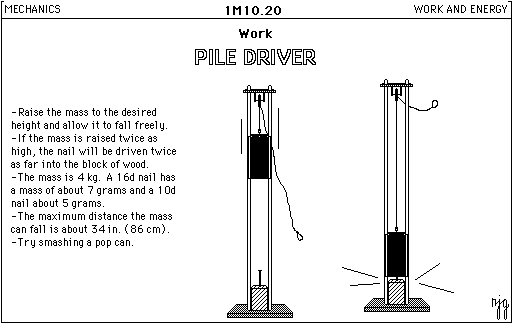 MECHANICS
1M10.20
WORK AND ENERGY
Work
PILE DRIVER
-Raise the mass to the desired
height and allow it to fall freely.
-If the mass is raised twice as
high, the nail will be driven twice
as far into the block of wood.
-The mass is 4 kg. A 16d nail has
a mass of about 7 grams and a 10d
nail about 5 grams.
-The maximum distance the mass
can fall is about 34 in. (86 cm).
-Try smashing a pop can.
njg